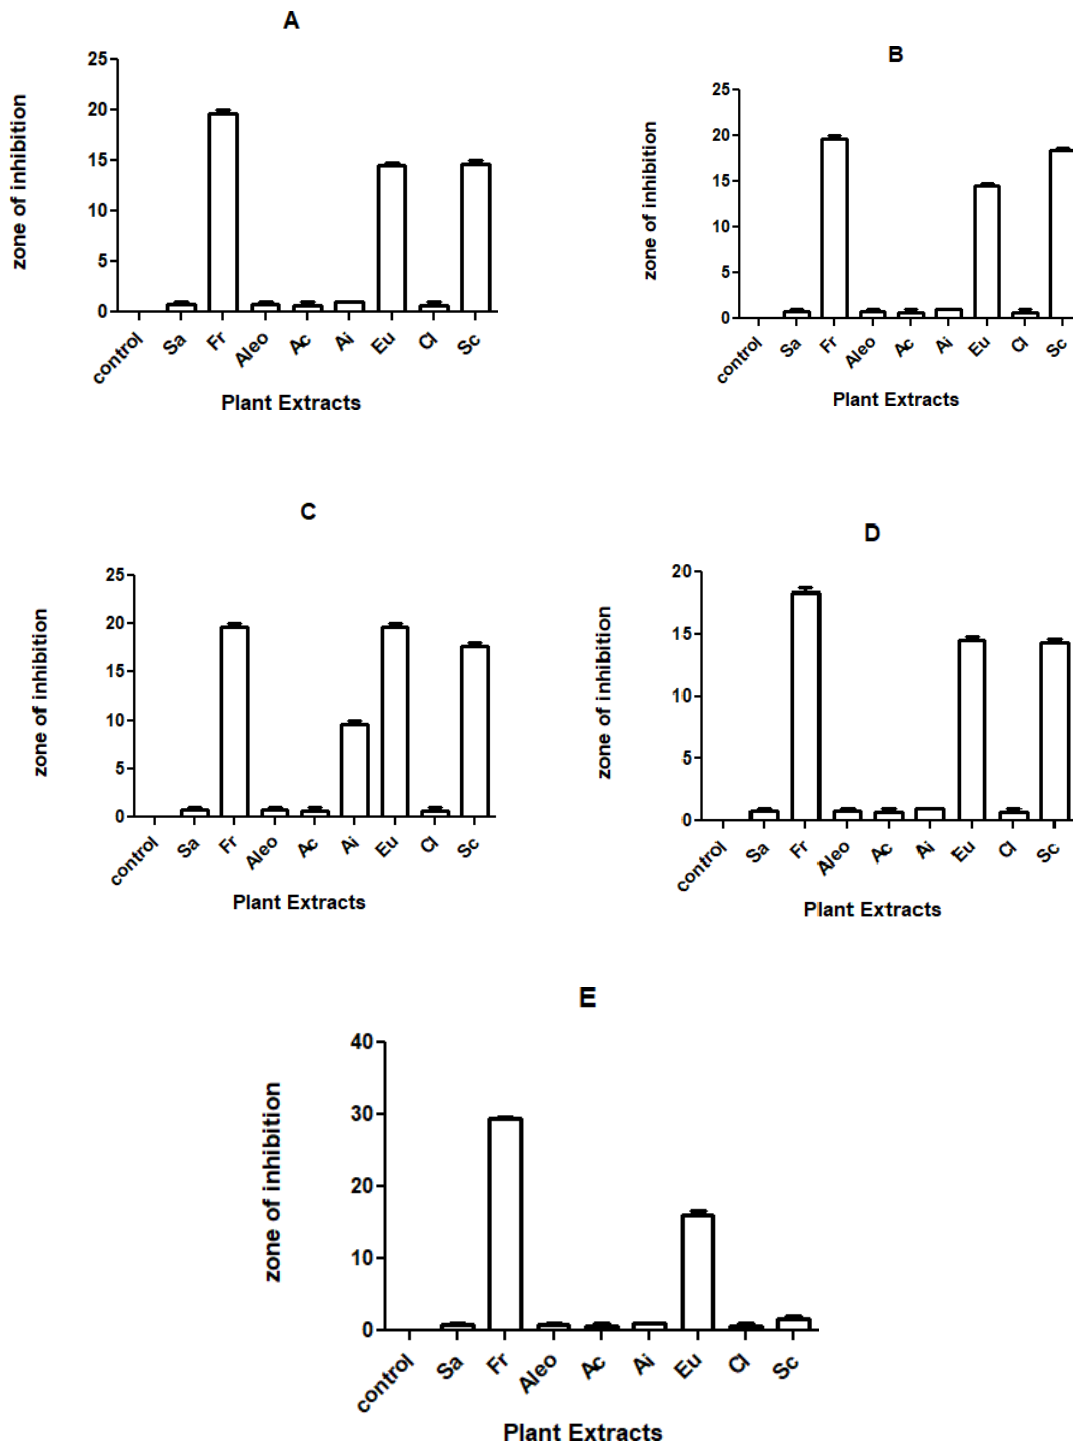 A
zone of inhibition
25
20
15
10
5
0
control
Sa
Fr
Aleo
Ac
Ai
Eu
Cl
Sc
Plant Extracts
B
zone of inhibition
25
20
15
10
5
0
control
Sa
Fr
Aleo
Ac
Ai
Eu
Cl
Sc
Plant Extracts
C
zone of inhibition
25
20
15
10
5
0
control
Sa
Fr
Aleo
Ac
Ai
Eu
Cl
Sc
Plant Extracts
D
zone of inhibition
20
15
10
5
0
control
Sa
Fr
Aleo
Ac
Ai
Eu
Cl
Sc
Plant Extracts
E
zone of inhibition
40
30
20
10
0
control
Sa
Fr
Aleo
Ac
Ai
Eu
Cl
Sc
Plant Extracts